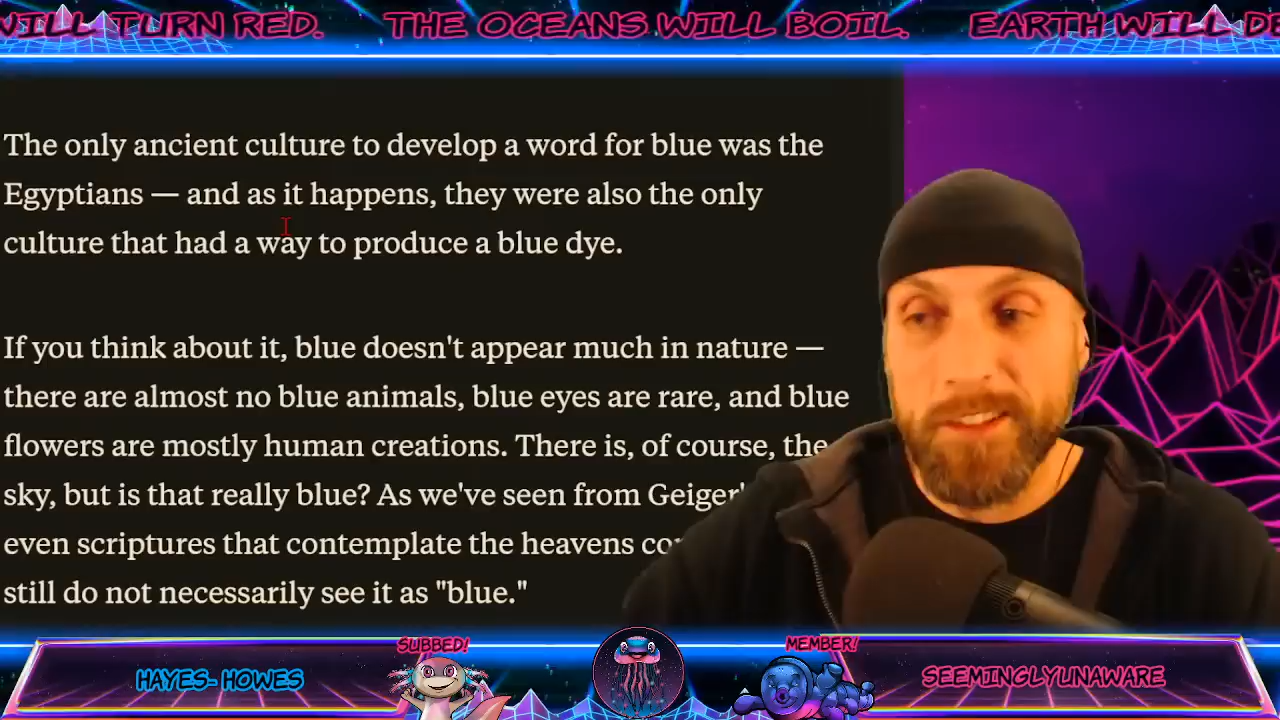 WILL TURN RED. THE OCEANS WILL BOIL. EARTH WILL
The only ancient culture to develop a word for blue was the
Egyptians — and as it happens, they were also the only
culture that had a way to produce a blue dye.
If you think about it, blue doesn't appear much in nature —
there are almost no blue animals, blue eyes are rare, and blue
flowers are mostly human creations. There is, of course, the
sky, but is that really blue? As we've seen from Geiger'
even scriptures that contemplate the heavens
still do not necessarily see it as "blue."
SUBBED!
HAYES- HOWES
MEMBER!
SEEMINGLYUNAWARE